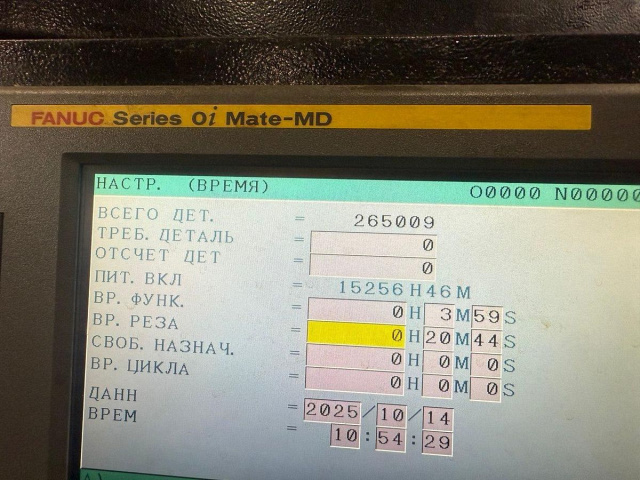 FANUC Series 0i Mate-MD
НАСТР. (ВРЕМЯ) O0000 N00000
ВСЕГО ДЕТ. = 265009
ТРЕБ. ДЕТАЛЬ = 0
ОТСЧЕТ ДЕТ = 0
ПИТ. ВКЛ = 15256H46M
ВР. ФУНК. = 0H 3M59S
ВР. РЕЗА = 0H20M44S
СВОБ. НАЗНАЧ. = 0H 0M 0S
ВР. ЦИКЛА = 0H 0M 0S
ДАНН = 2025/10/14
ВРЕМ = 10:54:29